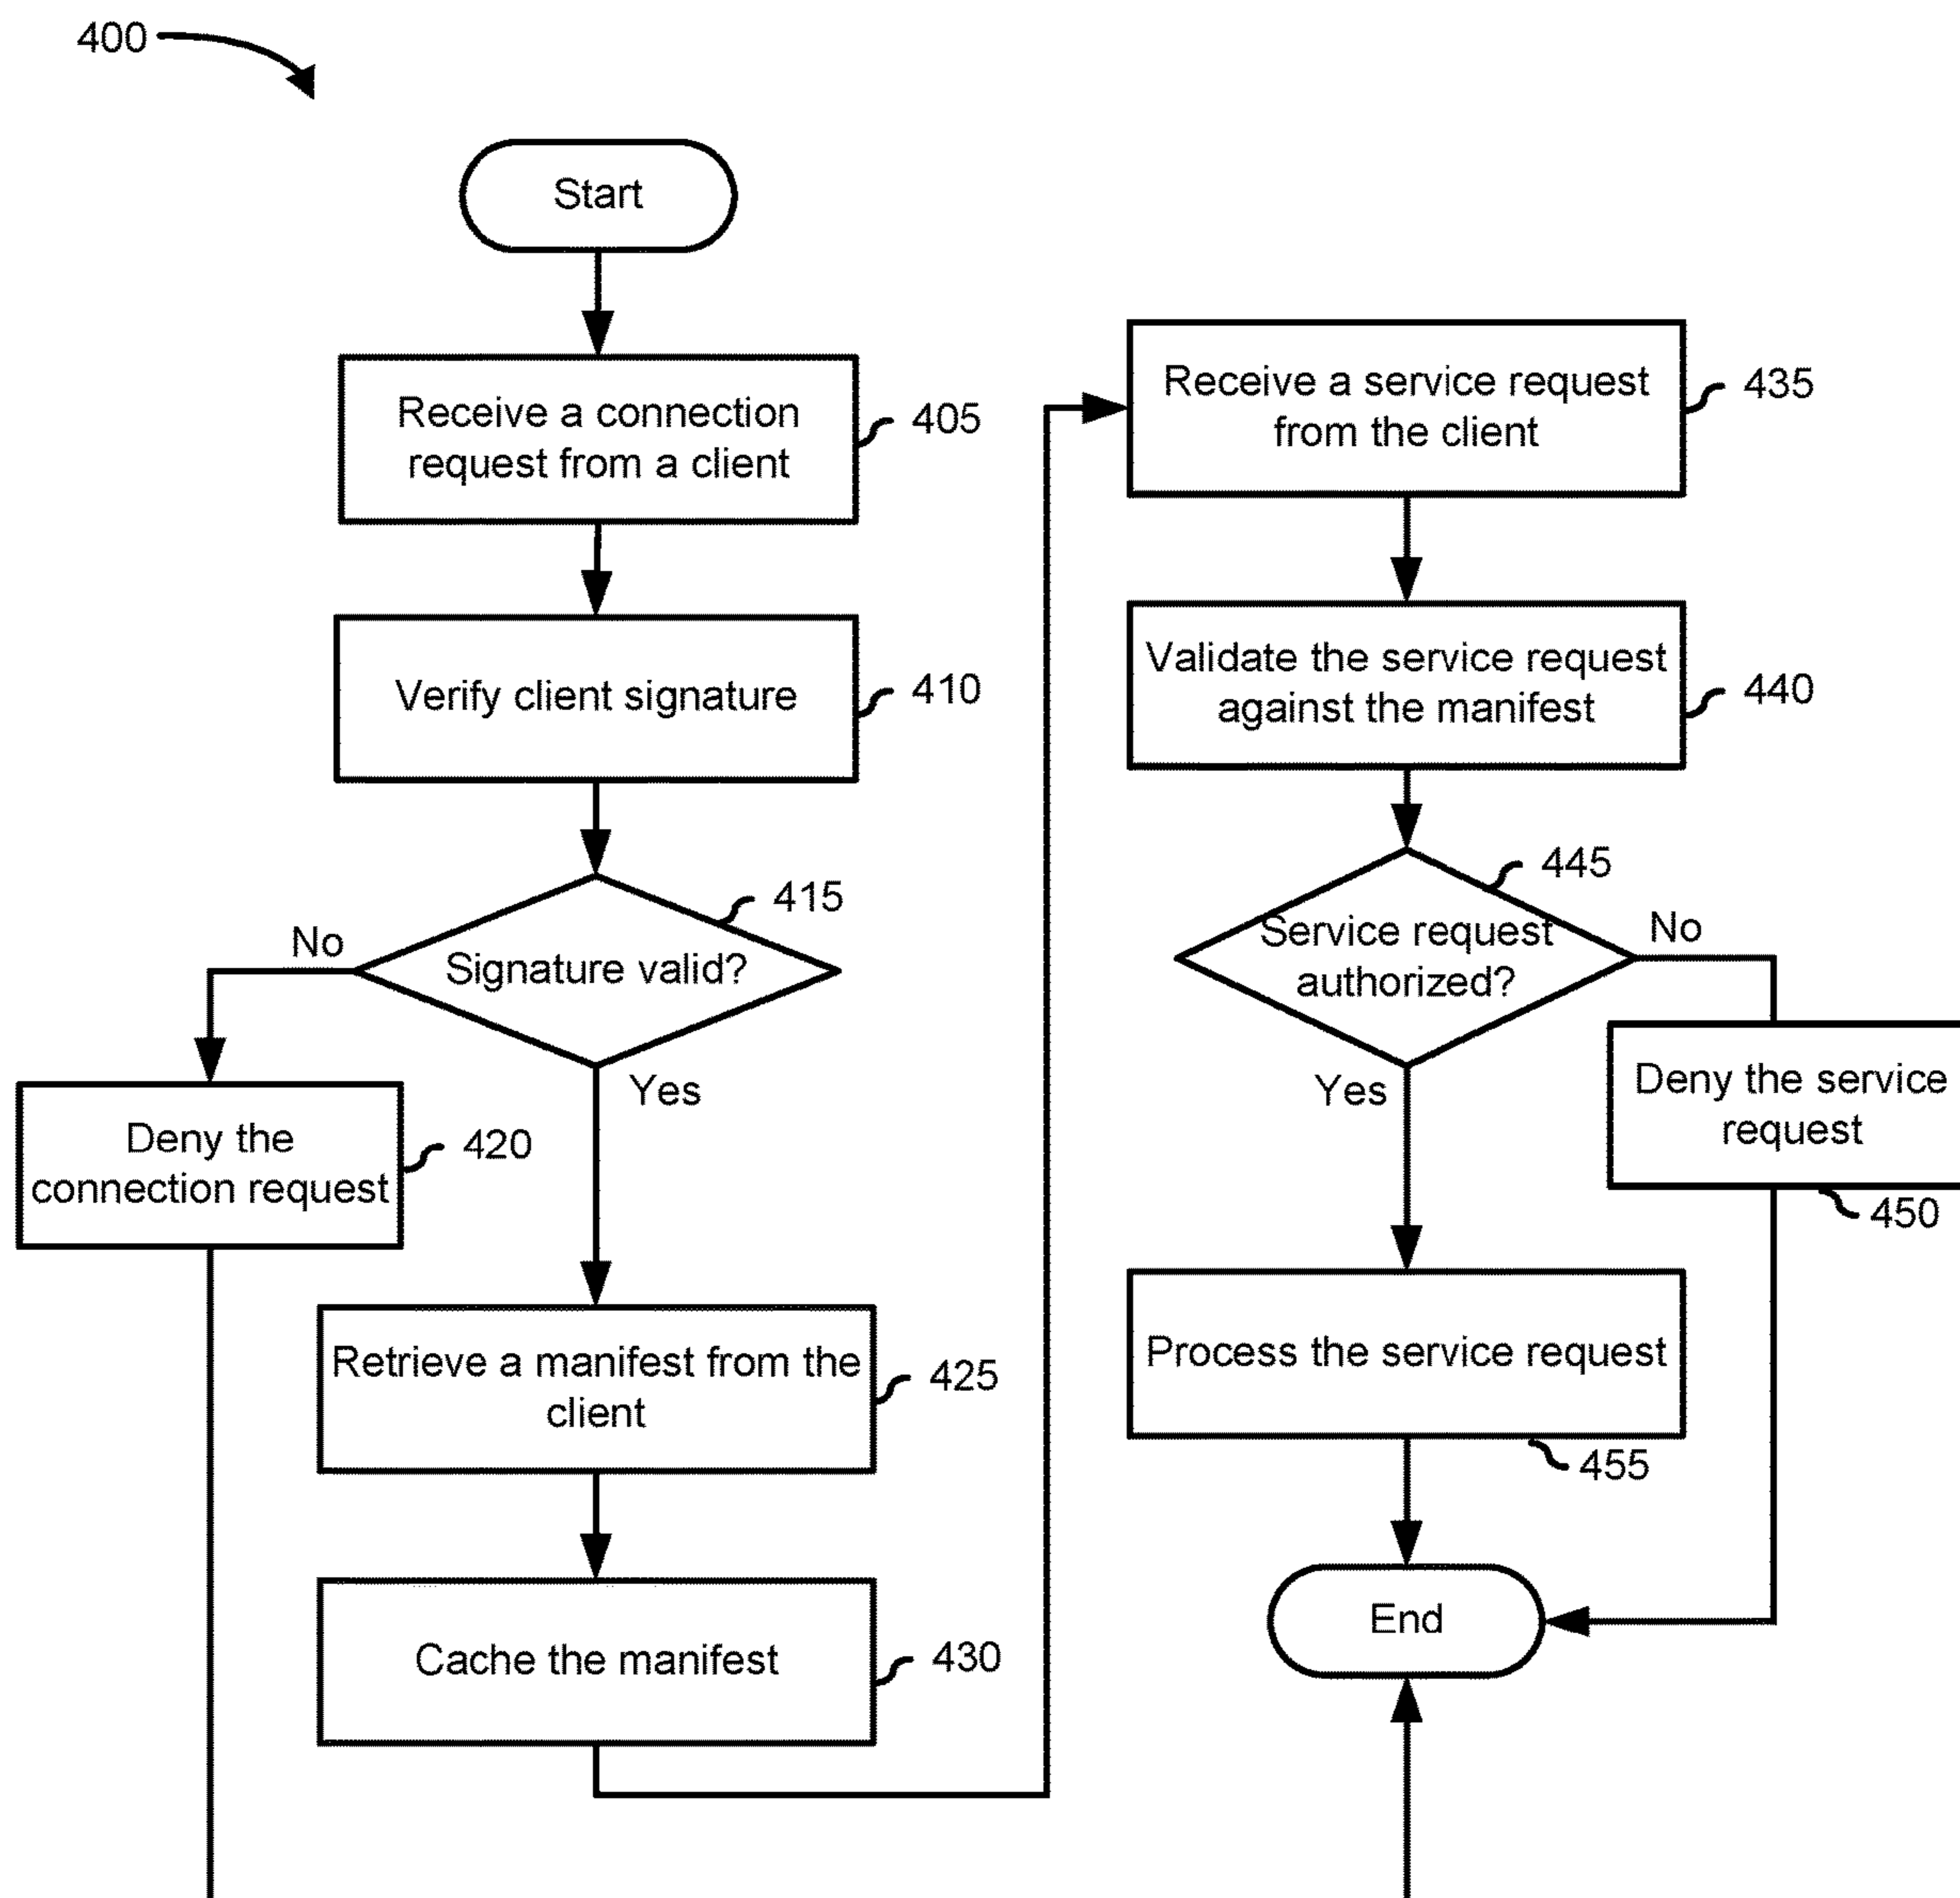 400
Start
Receive a connection
request from a client
405
Verify client signature
410
415
Signature valid?
No
Yes
Deny the
connection request
420
Retrieve a manifest from the
client
425
Cache the manifest
430
Receive a service request
from the client
435
Validate the service request
against the manifest
440
445
Service request
authorized?
No
Yes
Deny the service
request
450
Process the service request
455
End